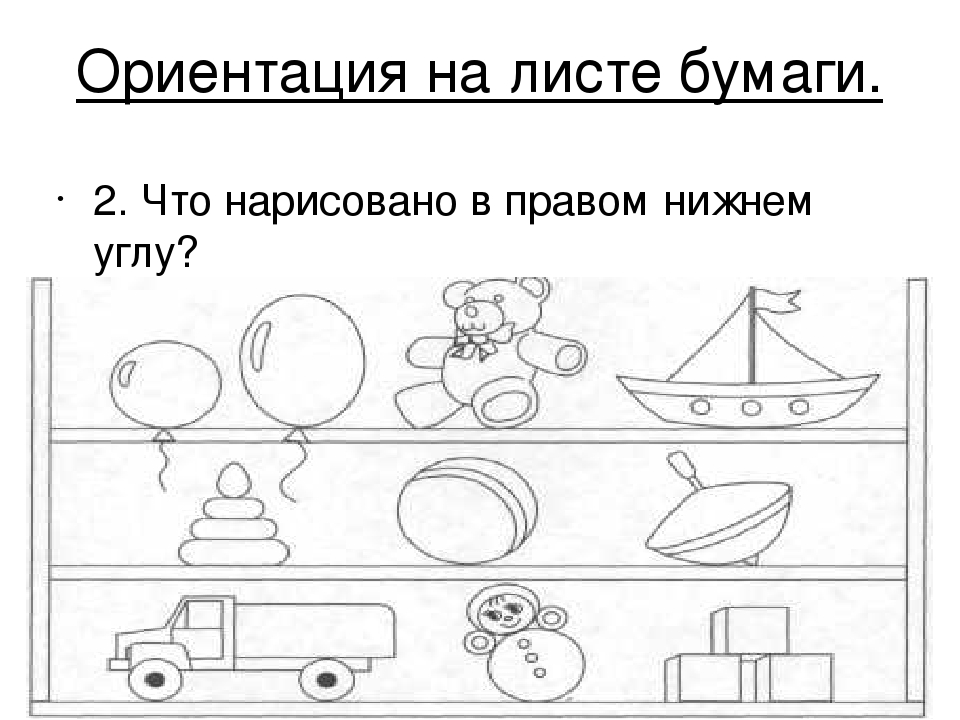 Ориентация на листе бумаги.
· 2. Что нарисовано в правом нижнем
углу?